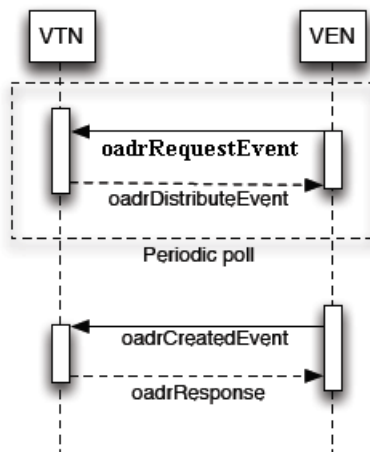 VTN
VEN
oadrRequestEvent
oadrDistributeEvent
Periodic poll
oadrCreatedEvent
oadrResponse